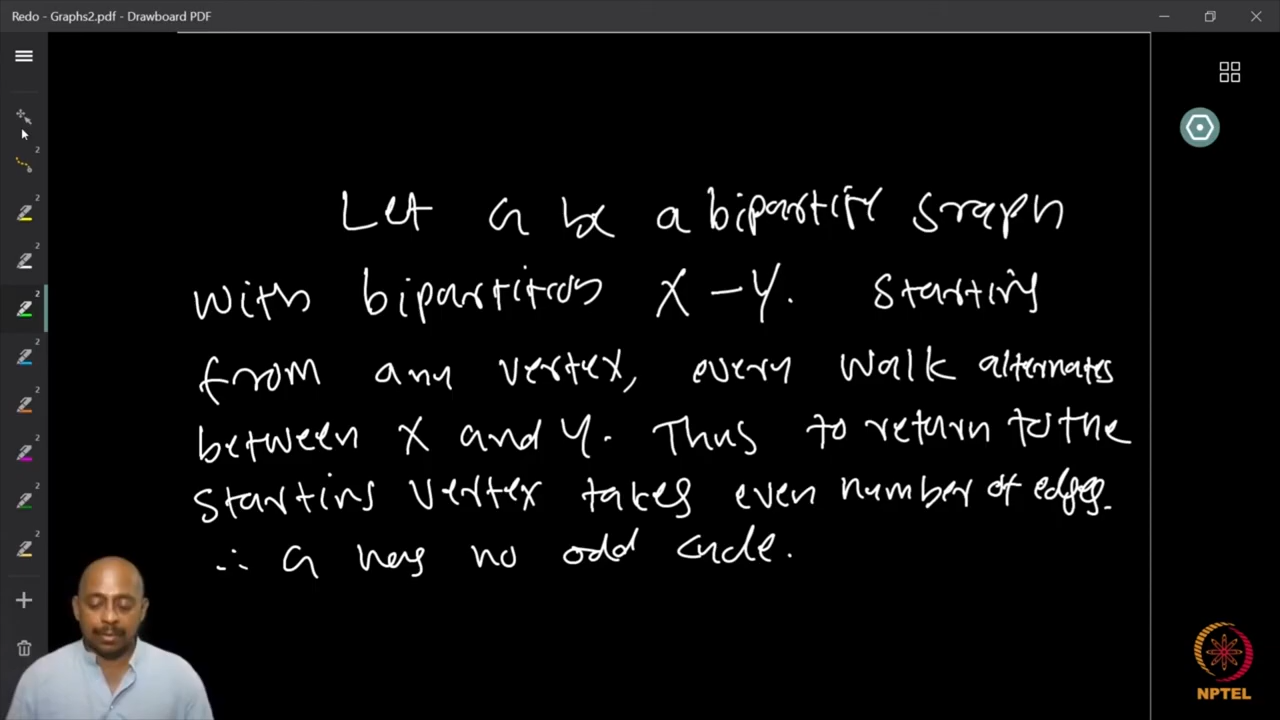 Redo - Graphs2.pdf - Drawboard PDF
Let G be a bipartite graph
with bipartition X - Y. Starting
from any vertex, every walk alternates
between X and Y. Thus to return to the
starting vertex takes even number of edges.
∴ G has no odd cycle.
NPTEL